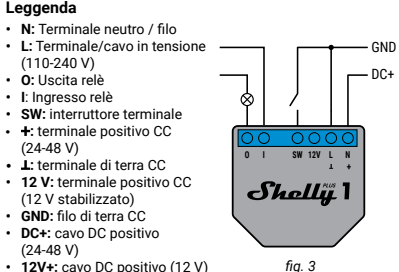 Leggenda
• N: Terminale neutro / filo
• L: Terminale/cavo in tensione
(110-240 V)
• O: Uscita relè
• I: Ingresso relè
• SW: interruttore terminale
• +: terminale positivo CC
(24-48 V)
• ⊥: terminale di terra CC
• 12 V: terminale positivo CC
(12 V stabilizzato)
• GND: filo di terra CC
• DC+: cavo DC positivo
(24-48 V)
• 12V+: cavo DC positivo (12 V)
GND
DC+
O I SW 12V L N
⊥ +
PLUS
Shelly 1
fig. 3